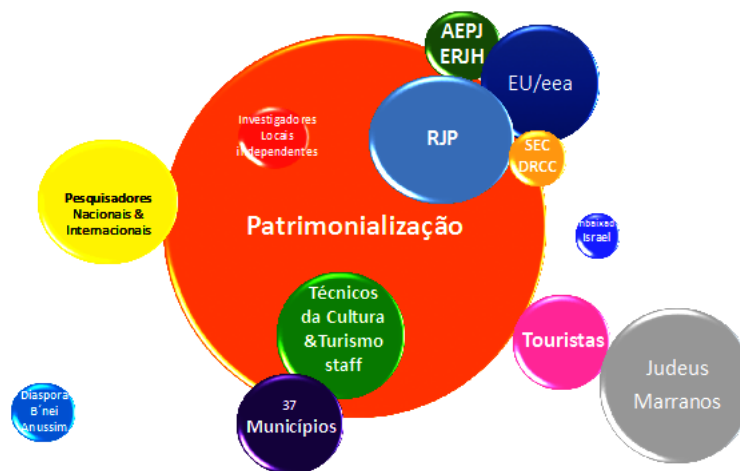 AEPJ
ERJH
EU/eea
Investigadores
Locais
independentes
RJP
SEC
DRCC
Pesquisadores
Nacionais &
Internacionais
Patrimonialização
Israel
Técnicos
da Cultura
&Turismo
staff
Touristas
Judeus
Marranos
Diaspora
B´nei
Anussim
37
Municípios